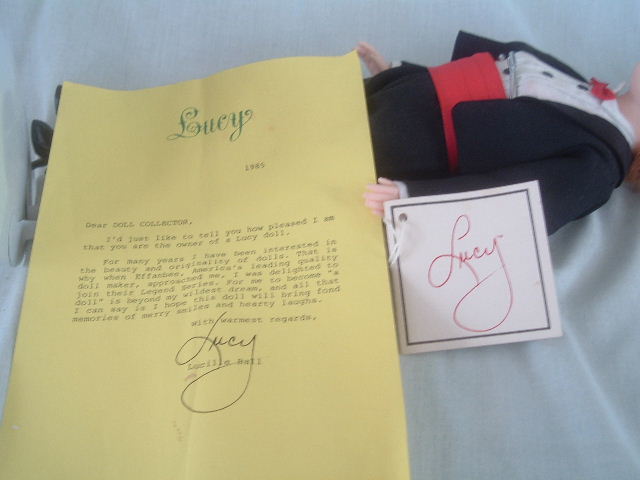 Lucy
1985
Dear DOLL COLLECTOR,
I'd just like to tell you how pleased I am
that you are the owner of a Lucy doll.
For many years I have been interested in
the beauty and originality of dolls. That is
why when Effanbee, America's leading quality
doll maker, approached me, I was delighted to
join their Legend Series. For me to become "a
doll" is beyond my wildest dream, and all that
I can say is I hope this doll will bring fond
memories of merry smiles and hearty laughs.
with warmest regards,
Lucy
Lucille Ball
Lucy